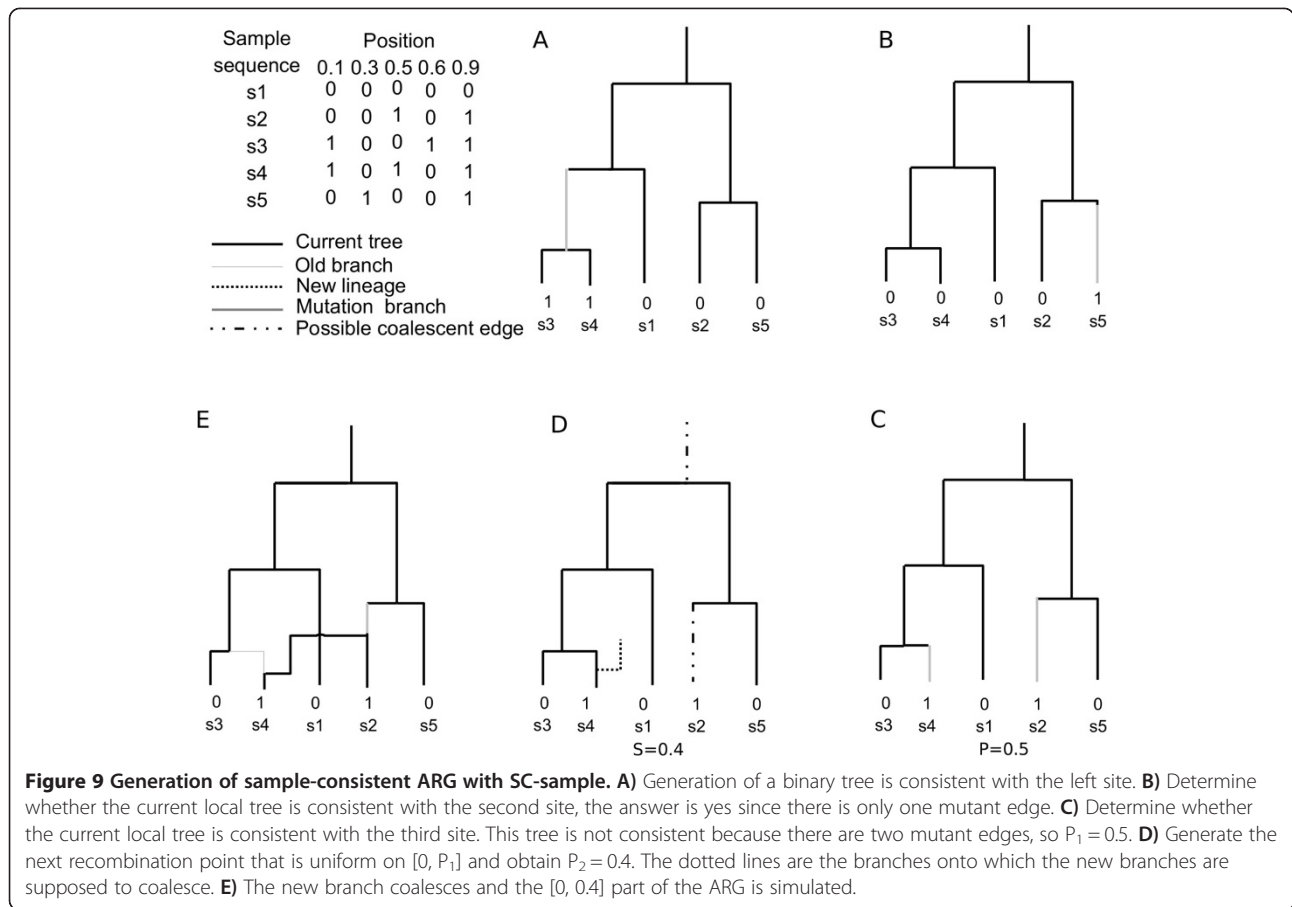 Sample Position
sequence 0.1 0.3 0.5 0.6 0.9
s1 0 0 0 0 0
s2 0 0 1 0 1
s3 1 0 0 1 1
s4 1 0 1 0 1
s5 0 1 0 0 1
Current tree
Old branch
New lineage
Mutation branch
Possible coalescent edge
A
1 1 0 0 0
s3 s4 s1 s2 s5
B
0 0 0 0 1
s3 s4 s1 s2 s5
E
0 1 0 1 0
s3 s4 s1 s2 s5
D
0 1 0 1 0
s3 s4 s1 s2 s5
S=0.4
C
0 1 0 1 0
s3 s4 s1 s2 s5
P=0.5
Figure 9 Generation of sample-consistent ARG with SC-sample. A) Generation of a binary tree is consistent with the left site. B) Determine
whether the current local tree is consistent with the second site, the answer is yes since there is only one mutant edge. C) Determine whether
the current local tree is consistent with the third site. This tree is not consistent because there are two mutant edges, so P₁ = 0.5. D) Generate the
next recombination point that is uniform on [0, P₁] and obtain P₂ = 0.4. The dotted lines are the branches onto which the new branches are
supposed to coalesce. E) The new branch coalesces and the [0, 0.4] part of the ARG is simulated.